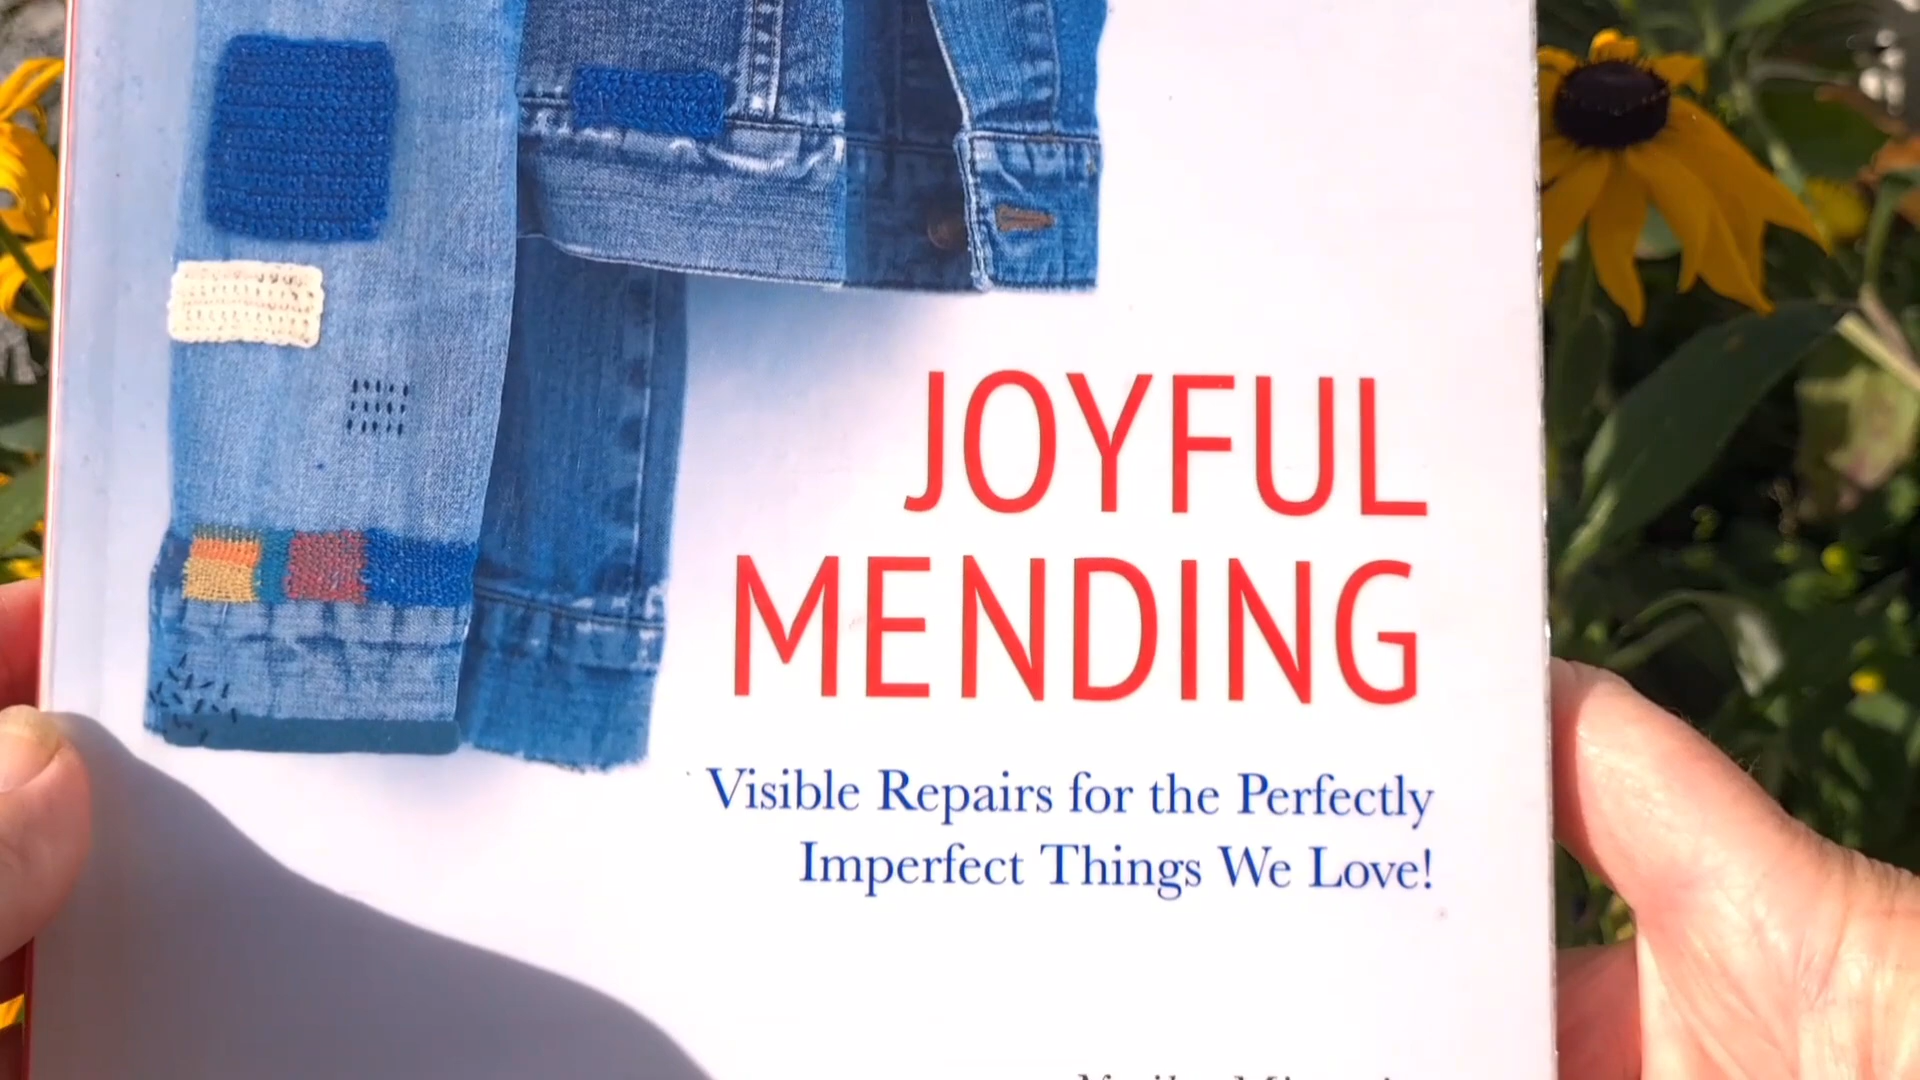 JOYFUL
MENDING
Visible Repairs for the Perfectly
Imperfect Things We Love!